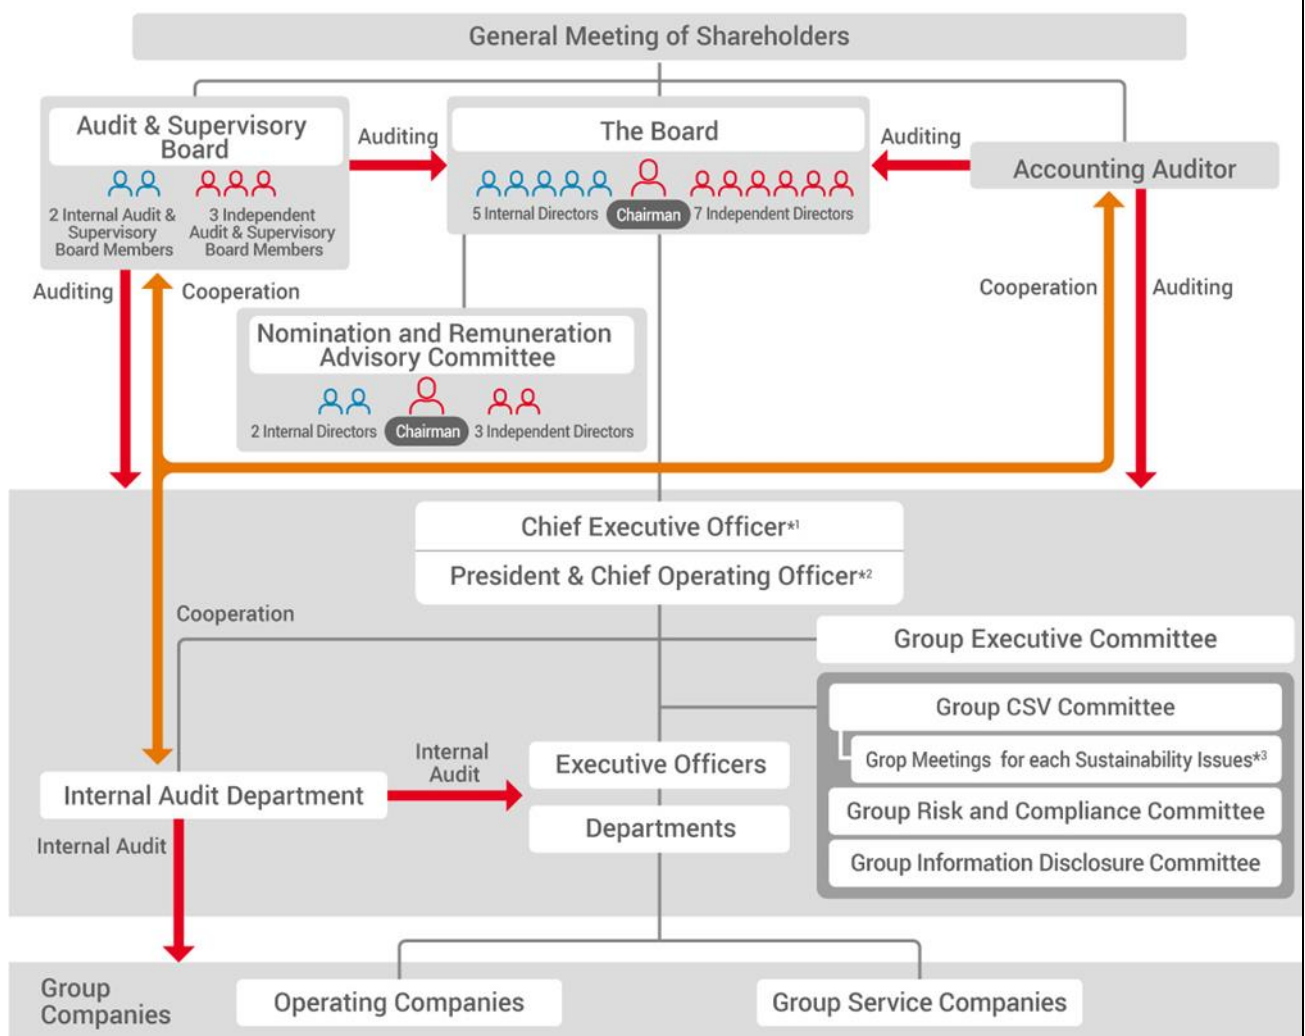 General Meeting of Shareholders
Audit & Supervisory
Board
2 Internal Audit &
Supervisory
Board Members
3 Independent
Audit & Supervisory
Board Members
Auditing
The Board
5 Internal Directors
Chairman
7 Independent Directors
Auditing
Accounting Auditor
Auditing
Cooperation
Cooperation
Auditing
Nomination and Remuneration
Advisory Committee
2 Internal Directors
Chairman
3 Independent Directors
Chief Executive Officer*1
President & Chief Operating Officer*2
Cooperation
Group Executive Committee
Group CSV Committee
Grop Meetings for each Sustainability Issues*3
Group Risk and Compliance Committee
Group Information Disclosure Committee
Internal
Audit
Executive Officers
Departments
Internal Audit Department
Internal Audit
Group
Companies
Operating Companies
Group Service Companies